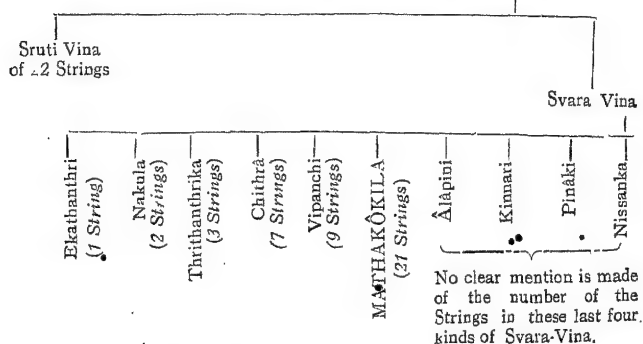 Sruti Vina
of 22 Strings
Svara Vina
Ekathanthri
(1 String)
Nakula
(2 Strings)
Thrithanthrika
(3 Strings)
Chithrâ
(7 Strings)
Vipanchi
(9 Strings)
MATHAKÔKILA
(21 Strings)
Âlâpini
Kinnari
Pinâki
Nissanka
No clear mention is made
of the number of the
Strings in these last four
kinds of Svara-Vina.